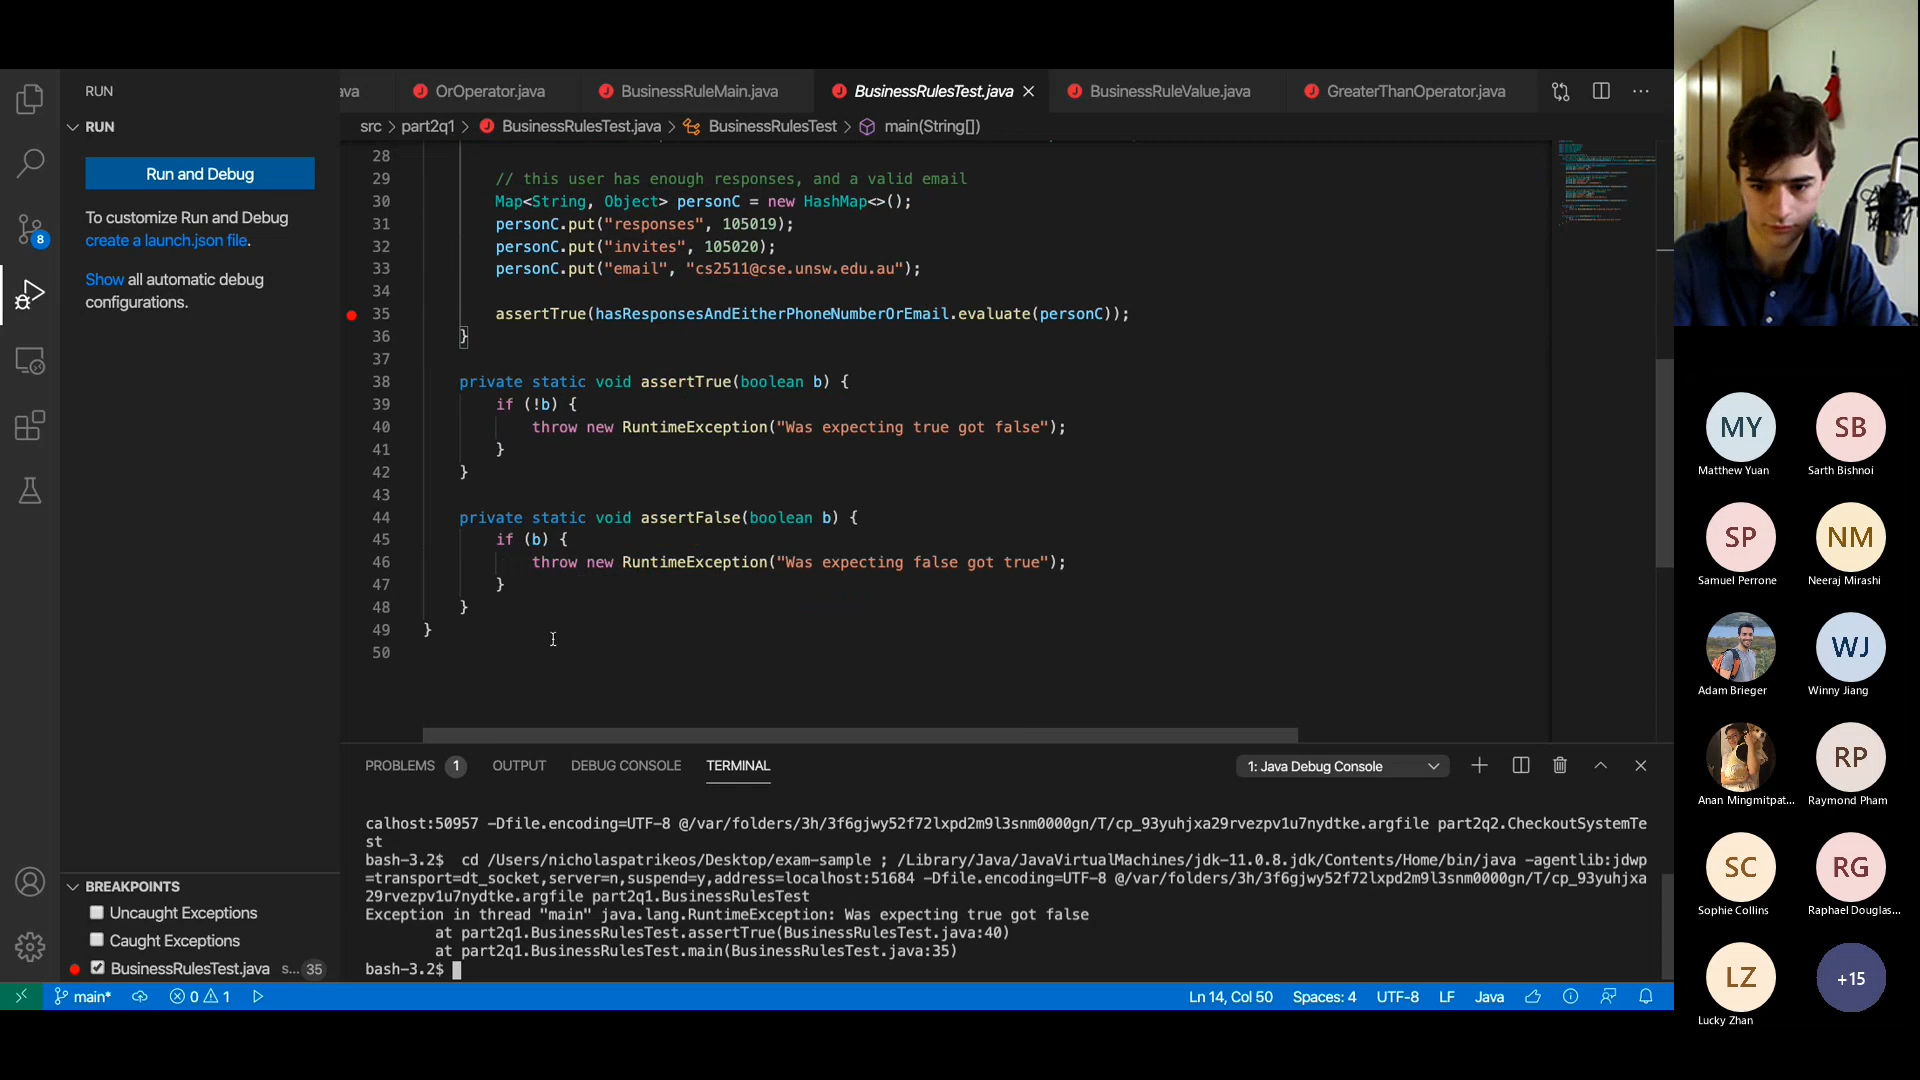 RUN
RUN
Run and Debug
To customize Run and Debug
create a launch.json file.
Show all automatic debug
configurations.
8
ava
OrOperator.java
BusinessRuleMain.java
BusinessRulesTest.java
BusinessRuleValue.java
GreaterThanOperator.java
src > part2q1 > BusinessRulesTest.java > BusinessRulesTest > main(String[])
28
29 // this user has enough responses, and a valid email
30 Map<String, Object> personC = new HashMap<>();
31 personC.put("responses", 105019);
32 personC.put("invites", 105020);
33 personC.put("email", "cs2511@cse.unsw.edu.au");
34
35 assertTrue(hasResponsesAndEitherPhoneNumberOrEmail.evaluate(personC));
36 }
37
38 private static void assertTrue(boolean b) {
39 if (!b) {
40 throw new RuntimeException("Was expecting true got false");
41 }
42 }
43
44 private static void assertFalse(boolean b) {
45 if (b) {
46 throw new RuntimeException("Was expecting false got true");
47 }
48 }
49 }
50
PROBLEMS 1 OUTPUT DEBUG CONSOLE TERMINAL
1: Java Debug Console
calhost:50957 -Dfile.encoding=UTF-8 @/var/folders/3h/3f6gjwy52f72lxpd2m9l3snm0000gn/T/cp_93yuhjxa29rvezpv1u7nydtke.argfile part2q2.CheckoutSystemTe
st
bash-3.2$  cd /Users/nicholaspatrikeos/Desktop/exam-sample ; /Library/Java/JavaVirtualMachines/jdk-11.0.8.jdk/Contents/Home/bin/java -agentlib:jdwp
=transport=dt_socket,server=n,suspend=y,address=localhost:51684 -Dfile.encoding=UTF-8 @/var/folders/3h/3f6gjwy52f72lxpd2m9l3snm0000gn/T/cp_93yuhjxa
29rvezpv1u7nydtke.argfile part2q1.BusinessRulesTest
Exception in thread "main" java.lang.RuntimeException: Was expecting true got false
at part2q1.BusinessRulesTest.assertTrue(BusinessRulesTest.java:40)
at part2q1.BusinessRulesTest.main(BusinessRulesTest.java:35)
bash-3.2$
BREAKPOINTS
Uncaught Exceptions
Caught Exceptions
BusinessRulesTest.java s... 35
main* 0 1
Ln 14, Col 50 Spaces: 4 UTF-8 LF Java
MY SB
Matthew Yuan Sarth Bishnoi
SP NM
Samuel Perrone Neeraj Mirashi
WJ
Adam Brieger Winny Jiang
RP
Anan Mingmitpat... Raymond Pham
SC RG
Sophie Collins Raphael Douglas...
LZ +15
Lucky Zhan